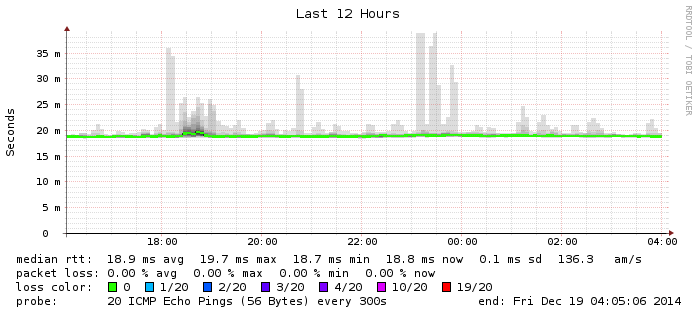 Last 12 Hours
RRDTOOL / TOBI OETIKER
Seconds
35 m
30 m
25 m
20 m
15 m
10 m
5 m
0
18:00 20:00 22:00 00:00 02:00 04:00
median rtt: 18.9 ms avg 19.7 ms max 18.7 ms min 18.8 ms now 0.1 ms sd 136.3 am/s
packet loss: 0.00 % avg 0.00 % max 0.00 % min 0.00 % now
loss color: 0 1/20 2/20 3/20 4/20 10/20 19/20
probe: 20 ICMP Echo Pings (56 Bytes) every 300s end: Fri Dec 19 04:05:06 2014